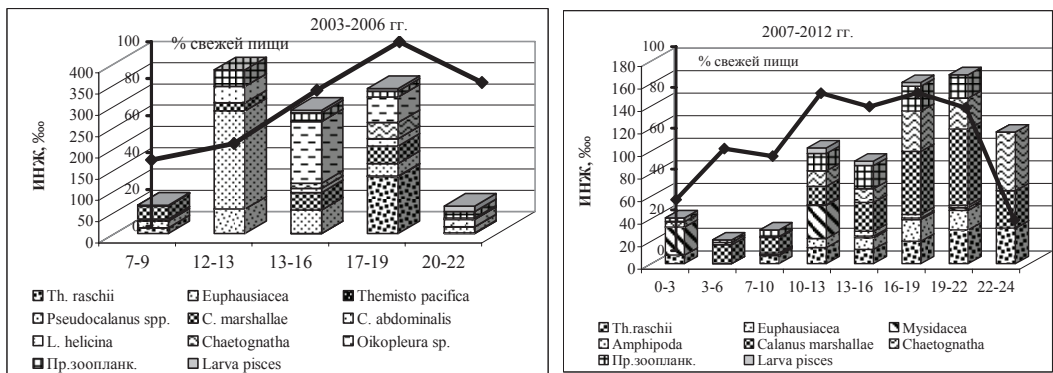 2003-2006 гг.
% свежей пищи
ИНЖ, ‰₀
400
350
300
250
200
150
100
50
0
100
80
60
40
20
0
7-9 12-13 13-16 17-19 20-22
Th. raschii Euphausiacea Themisto pacifica
Pseudocalanus spp. C. marshallae C. abdominalis
L. helicina Chaetognatha Oikopleura sp.
Пр.зоопланк. Larva pisces
2007-2012 гг.
% свежей пищи
ИНЖ, ‰₀
180
160
140
120
100
80
60
40
20
0
100
80
60
40
20
0
0-3 3-6 7-10 10-13 13-16 16-19 19-22 22-24
Th.raschii Euphausiacea Mysidacea
Amphipoda Calanus marshallae Chaetognatha
Пр.зоопланк. Larva pisces